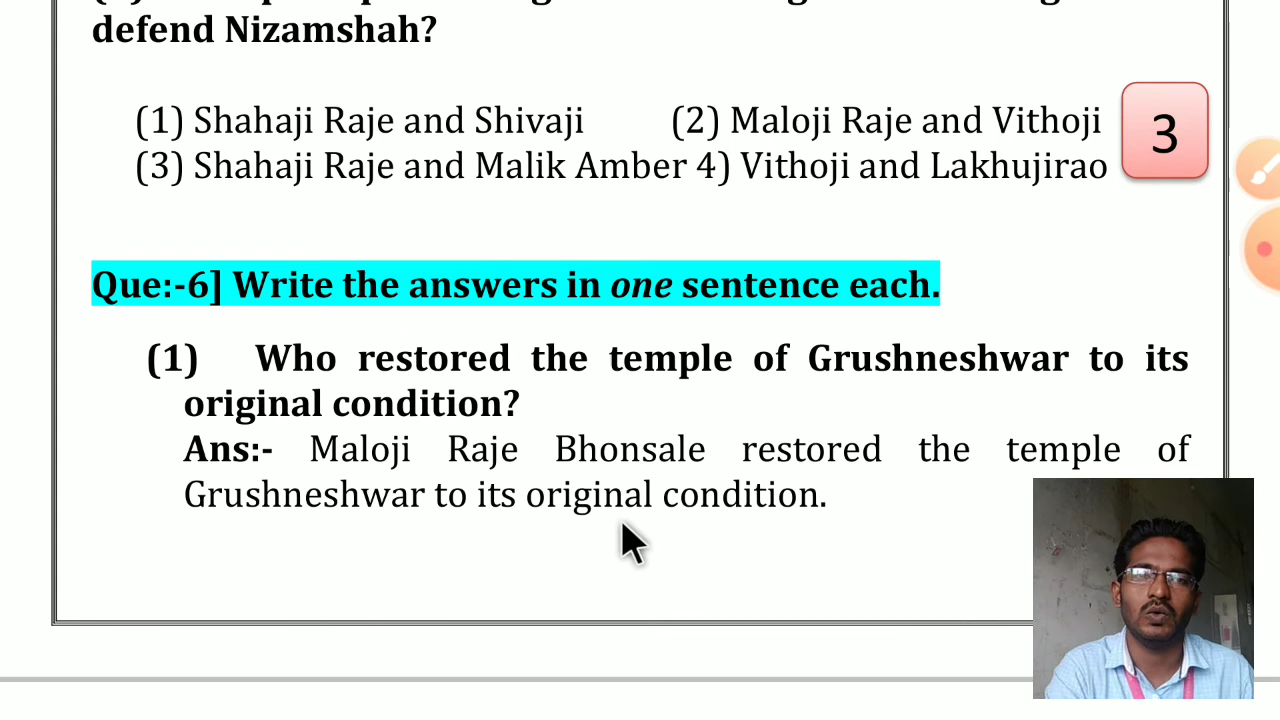 defend Nizamshah?
(1) Shahaji Raje and Shivaji (2) Maloji Raje and Vithoji
(3) Shahaji Raje and Malik Amber 4) Vithoji and Lakhujirao
3
Que:-6] Write the answers in one sentence each.
(1) Who restored the temple of Grushneshwar to its
original condition?
Ans:- Maloji Raje Bhonsale restored the temple of
Grushneshwar to its original condition.